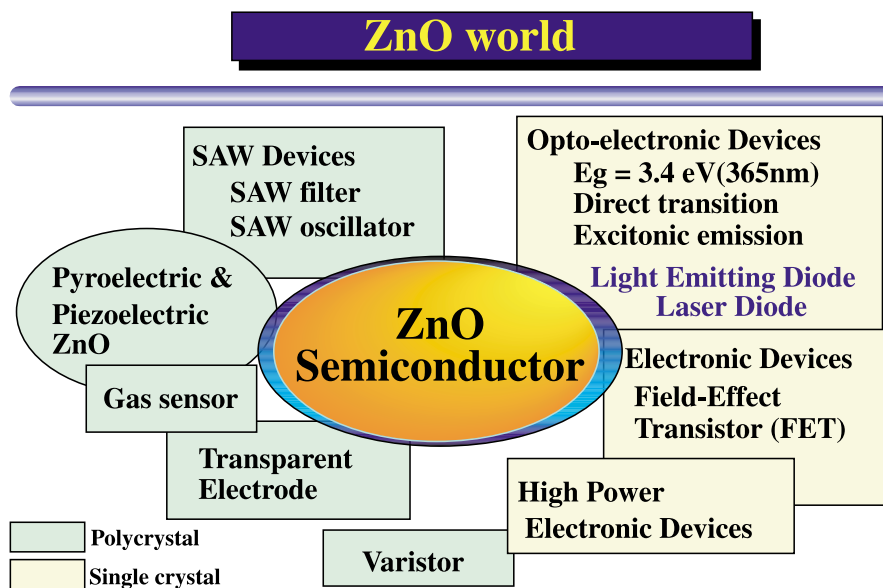 ZnO world
SAW Devices
SAW filter
SAW oscillator
Opto-electronic Devices
Eg = 3.4 eV(365nm)
Direct transition
Excitonic emission
Light Emitting Diode
Laser Diode
Pyroelectric &
Piezoelectric
ZnO
ZnO
Semiconductor
Electronic Devices
Field-Effect
Transistor (FET)
Gas sensor
Transparent
Electrode
High Power
Electronic Devices
Varistor
Polycrystal
Single crystal